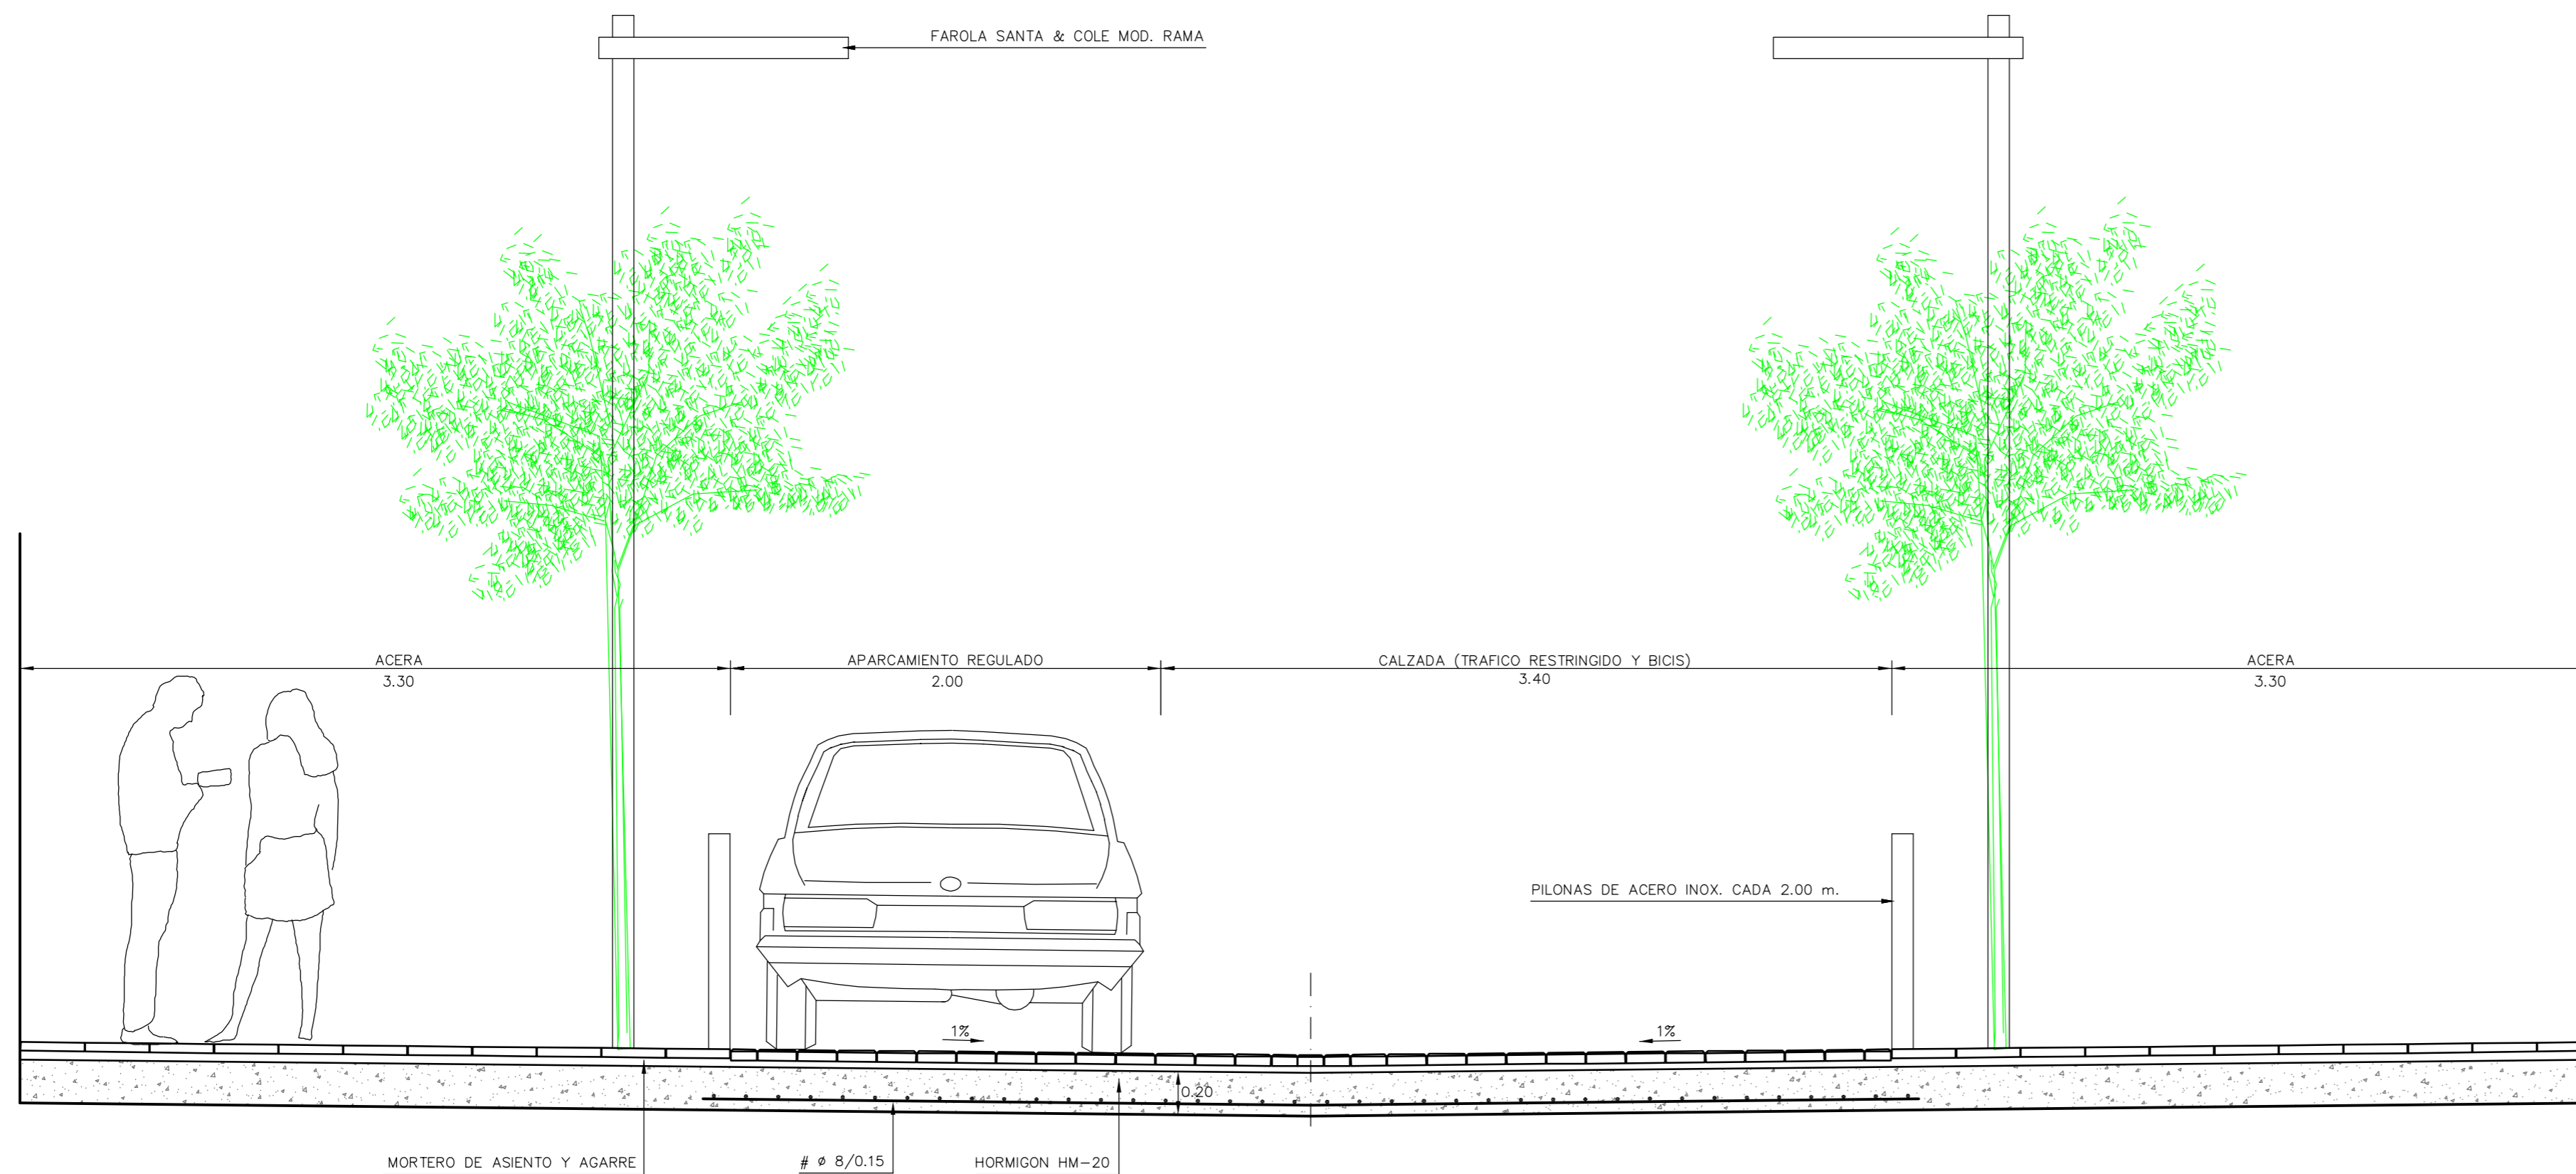 FAROLA SANTA & COLE MOD. RAMA
ACERA
3.30
APARCAMIENTO REGULADO
2.00
CALZADA (TRAFICO RESTRINGIDO Y BICIS)
3.40
ACERA
3.30
PILONAS DE ACERO INOX. CADA 2.00 m.
1%
1%
0.20
MORTERO DE ASIENTO Y AGARRE
# ø 8/0.15
HORMIGON HM-20